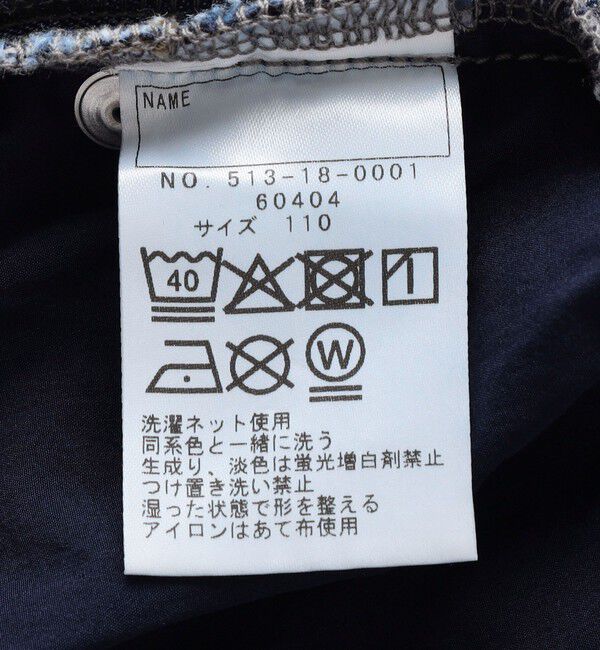 NAME
NO. 513-18-0001
60404
サイズ 110
40
W
洗濯ネット使用
同系色と一緒に洗う
生成り、淡色は蛍光増白剤禁止
つけ置き洗い禁止
湿った状態で形を整える
アイロンはあて布使用